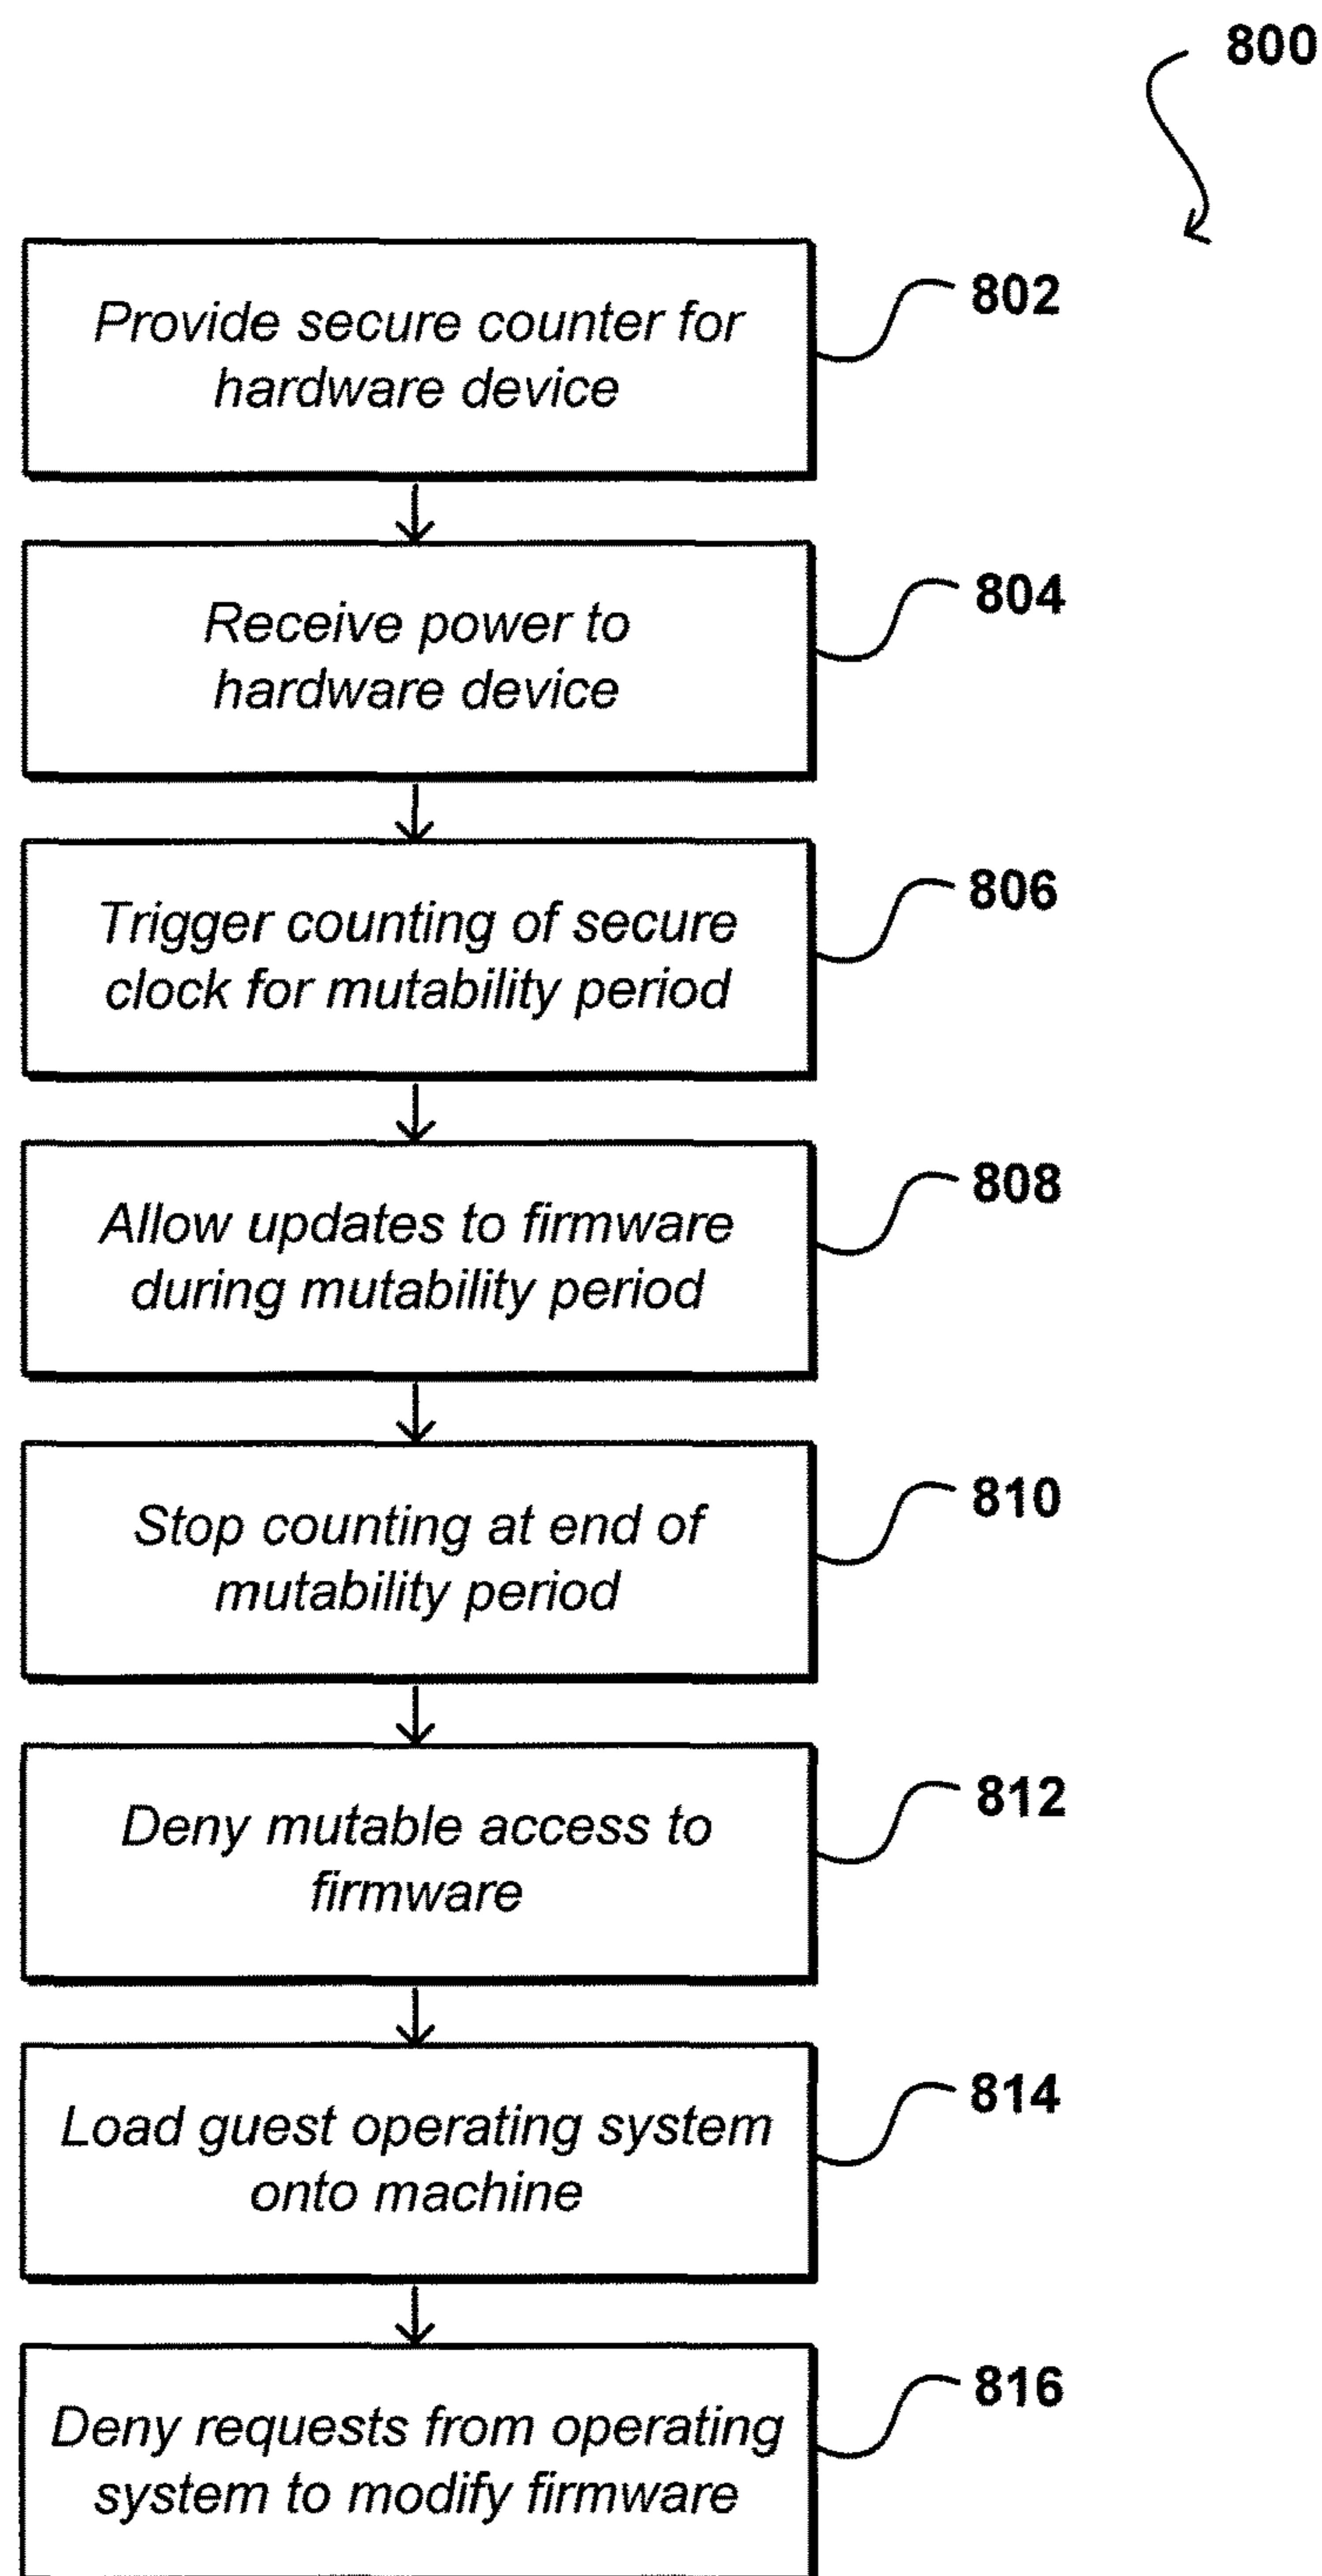 800
Provide secure counter for
hardware device
802
Receive power to
hardware device
804
Trigger counting of secure
clock for mutability period
806
Allow updates to firmware
during mutability period
808
Stop counting at end of
mutability period
810
Deny mutable access to
firmware
812
Load guest operating system
onto machine
814
Deny requests from operating
system to modify firmware
816